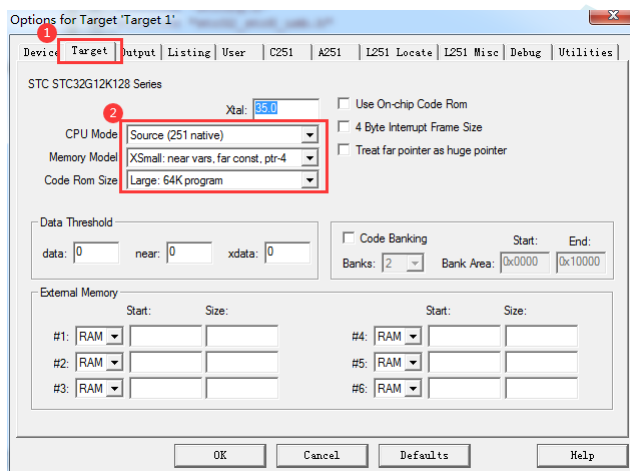 Options for Target 'Target 1'
1
Device Target Output Listing User C251 A251 L251 Locate L251 Misc Debug Utilities
STC STC32G12K128 Series
Xtal: 35.0
Use On-chip Code Rom
2
CPU Mode Source (251 native)
4 Byte Interrupt Frame Size
Memory Model XSmall: near vars, far const, ptr-4
Treat far pointer as huge pointer
Code Rom Size Large: 64K program
Data Threshold
data: 0 near: 0 xdata: 0
Code Banking Start: End:
Banks: 2 Bank Area: 0x0000 0x10000
External Memory
Start: Size: Start: Size:
#1: RAM #4: RAM
#2: RAM #5: RAM
#3: RAM #6: RAM
OK Cancel Defaults Help